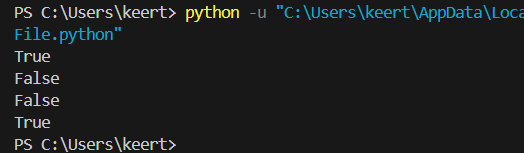 PS C:\Users\keert> python -u "C:\Users\keert\AppData\Loca
File.python"
True
False
False
True
PS C:\Users\keert>